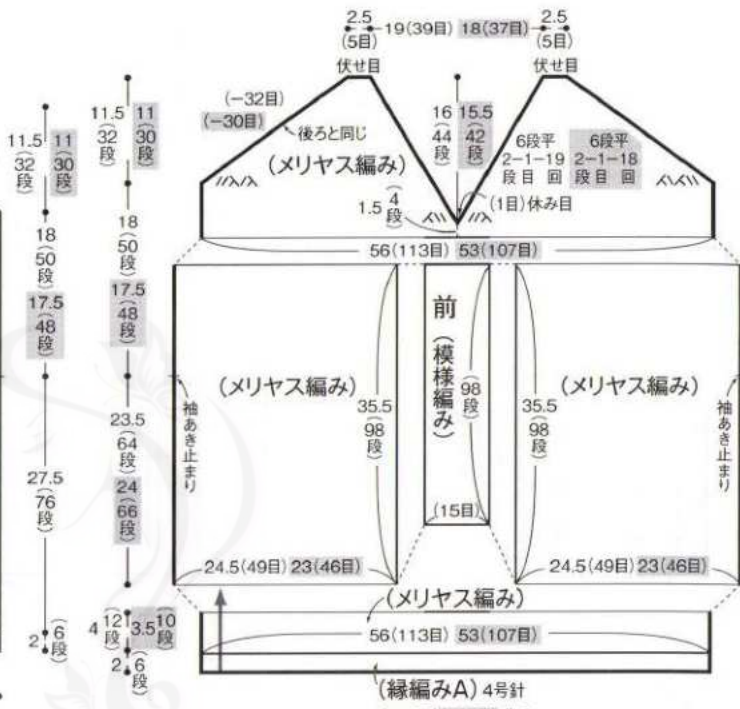 2.5
(5目)
伏せ目
19(39目) 18(37目)
2.5
(5目)
伏せ目
(−32目)
(−30目)
後ろと同じ
(メリヤス編み)
16
(44段)
15.5
(42段)
6段平
2−1−19
段目回
6段平
2−1−18
段目回
1.5(4段)
(1目)休み目
56(113目) 53(107目)
11.5
(32段)
11
(30段)
11.5
(32段)
11
(30段)
18
(50段)
17.5
(48段)
18
(50段)
17.5
(48段)
袖あき止まり
27.5
(76段)
23.5
(64段)
24
(66段)
2(6段)
4(12段)
3.5(10段)
2(6段)
(メリヤス編み)
35.5
(98段)
前(模様編み)
(98段)
(15目)
(メリヤス編み)
35.5
(98段)
袖あき止まり
24.5(49目) 23(46目)
24.5(49目) 23(46目)
(メリヤス編み)
56(113目) 53(107目)
(縁編みA) 4号針